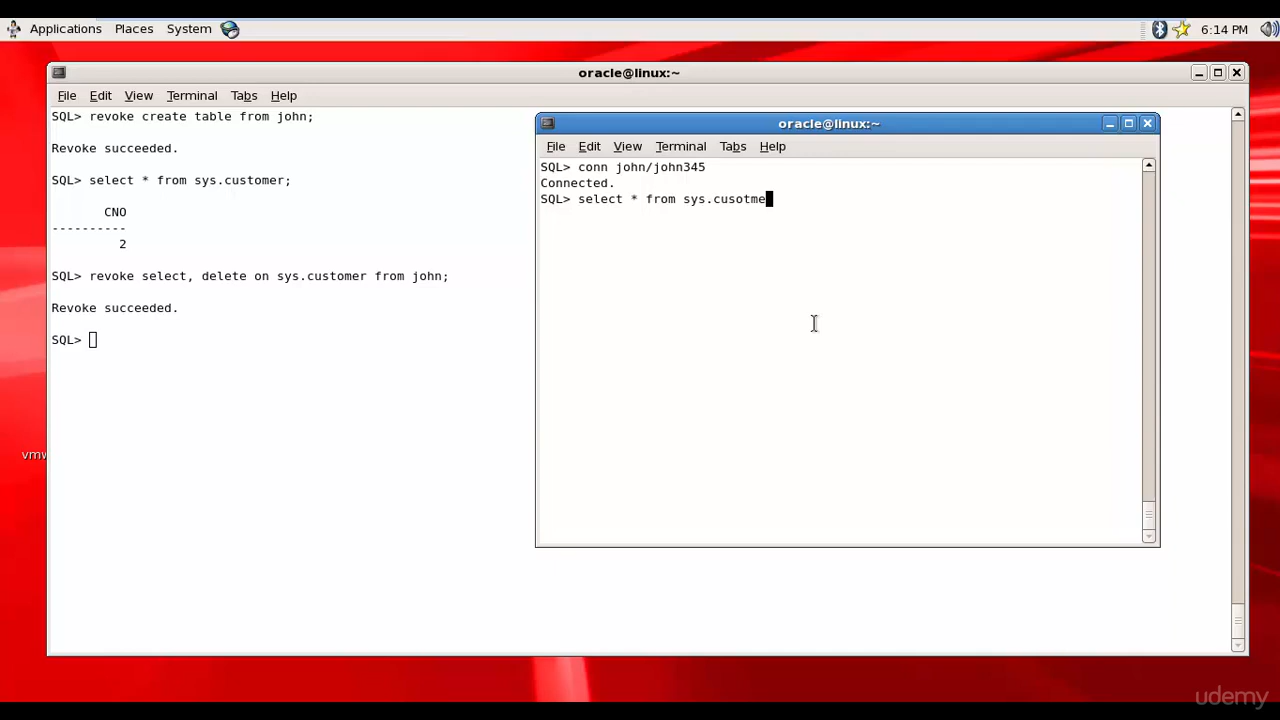 Applications Places System 6:14 PM
oracle@linux:~
File Edit View Terminal Tabs Help
SQL> revoke create table from john;
Revoke succeeded.
SQL> select * from sys.customer;
CNO
----------
2
SQL> revoke select, delete on sys.customer from john;
Revoke succeeded.
SQL>
oracle@linux:~
File Edit View Terminal Tabs Help
SQL> conn john/john345
Connected.
SQL> select * from sys.cusotme
vmw
udemy